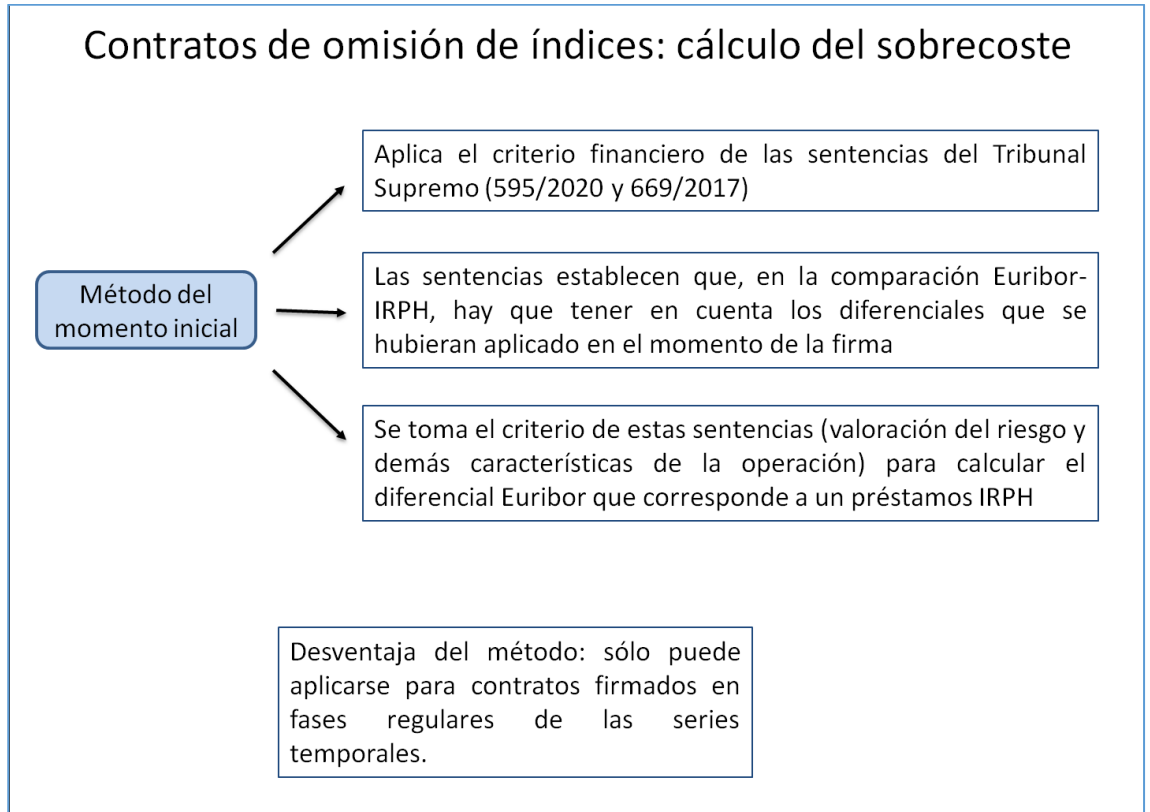 Contratos de omisión de índices: cálculo del sobrecoste
Aplica el criterio financiero de las sentencias del Tribunal
Supremo (595/2020 y 669/2017)
Método del
momento inicial
Las sentencias establecen que, en la comparación Euribor-
IRPH, hay que tener en cuenta los diferenciales que se
hubieran aplicado en el momento de la firma
Se toma el criterio de estas sentencias (valoración del riesgo y
demás características de la operación) para calcular el
diferencial Euribor que corresponde a un préstamos IRPH
Desventaja del método: sólo puede
aplicarse para contratos firmados en
fases regulares de las series
temporales.